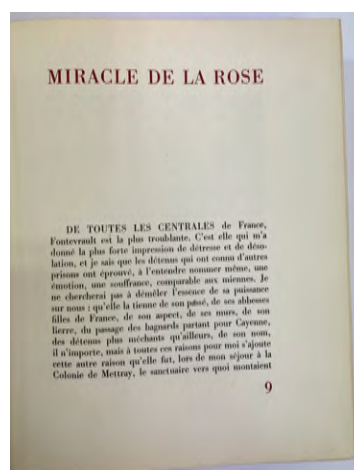 MIRACLE DE LA ROSE
DE TOUTES LES CENTRALES de France,
Fontevrault est la plus troublante. C'est elle qui m'a
donné la plus forte impression de détresse et de déso-
lation, et je sais que les détenus qui ont connu d'autres
prisons ont éprouvé, à l'entendre nommer même, une
émotion, une souffrance, comparable aux miennes. Je
ne chercherai pas à démêler l'essence de sa puissance
sur nous : qu'elle la tienne de son passé, de ses abbesses
filles de France, de son aspect, de ses murs, de son
lierre, du passage des bagnards partant pour Cayenne,
des détenus plus méchants qu'ailleurs, de son nom,
il n'importe, mais à toutes ces raisons pour moi s'ajoute
cette autre raison qu'elle fut, lors de mon séjour à la
Colonie de Mettray, le sanctuaire vers quoi montaient
9